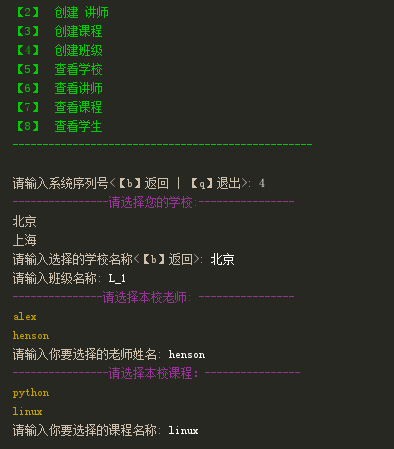 【2】 创建 讲师
【3】 创建课程
【4】 创建班级
【5】 查看学校
【6】 查看讲师
【7】 查看课程
【8】 查看学生
--------------------------------------------------
请输入系统序列号<【b】返回 | 【q】退出>: 4
----------------请选择您的学校:----------------
北京
上海
请输入选择的学校名称<【b】返回>: 北京
请输入班级名称: L_1
---------------请选择本校老师: ----------------
alex
henson
请输入你要选择的老师姓名: henson
----------------请选择本校课程: ----------------
python
linux
请输入你要选择的课程名称: linux